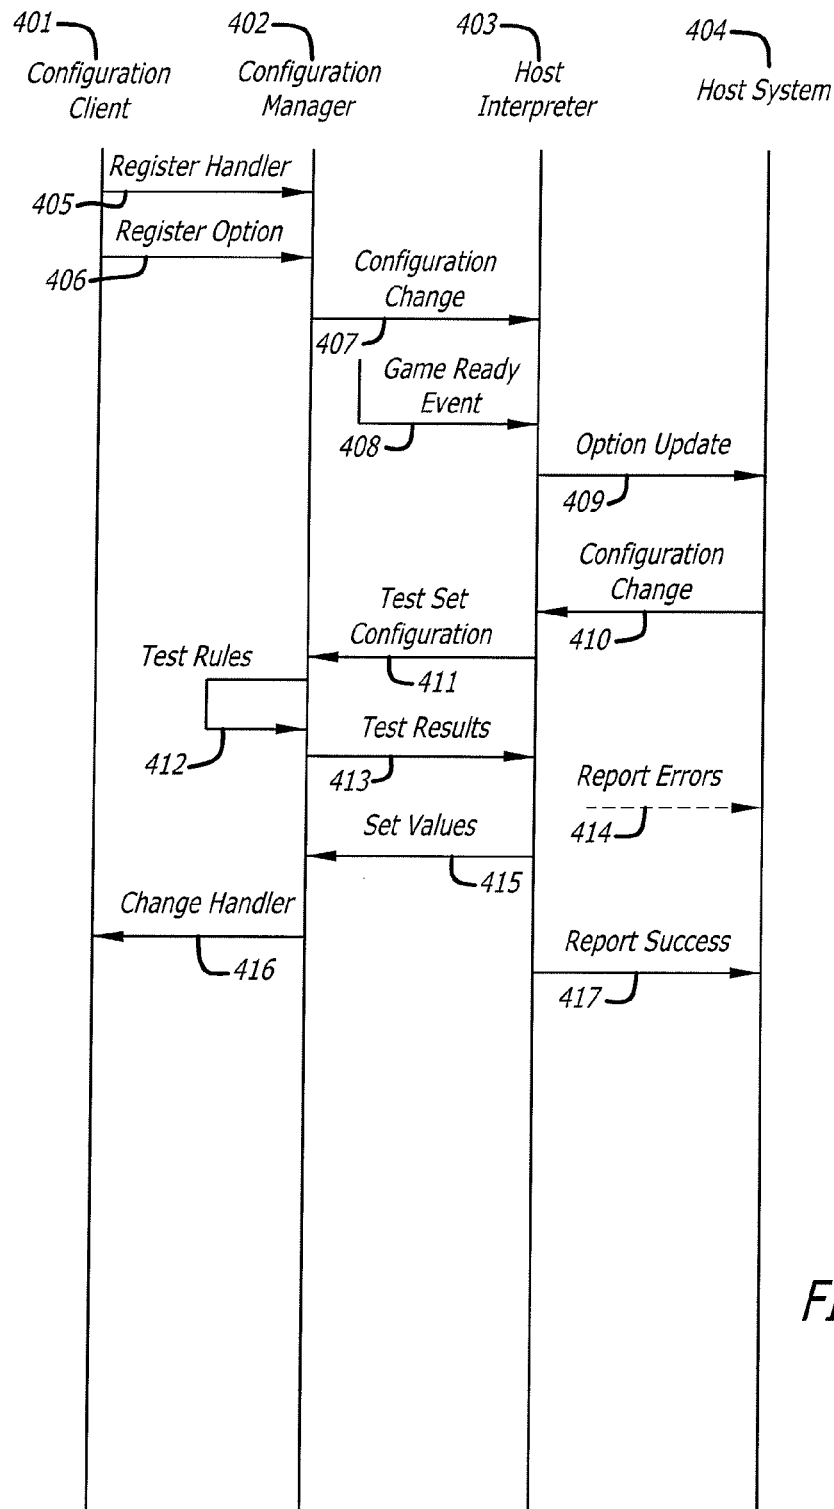 401
402
403
404
Configuration
Client
Configuration
Manager
Host
Interpreter
Host System
Register Handler
405
Register Option
406
Configuration
Change
407
Game Ready
Event
408
Option Update
409
Configuration
Change
410
Test Set
Configuration
411
Test Rules
412
Test Results
413
Report Errors
414
Set Values
415
Change Handler
416
Report Success
417